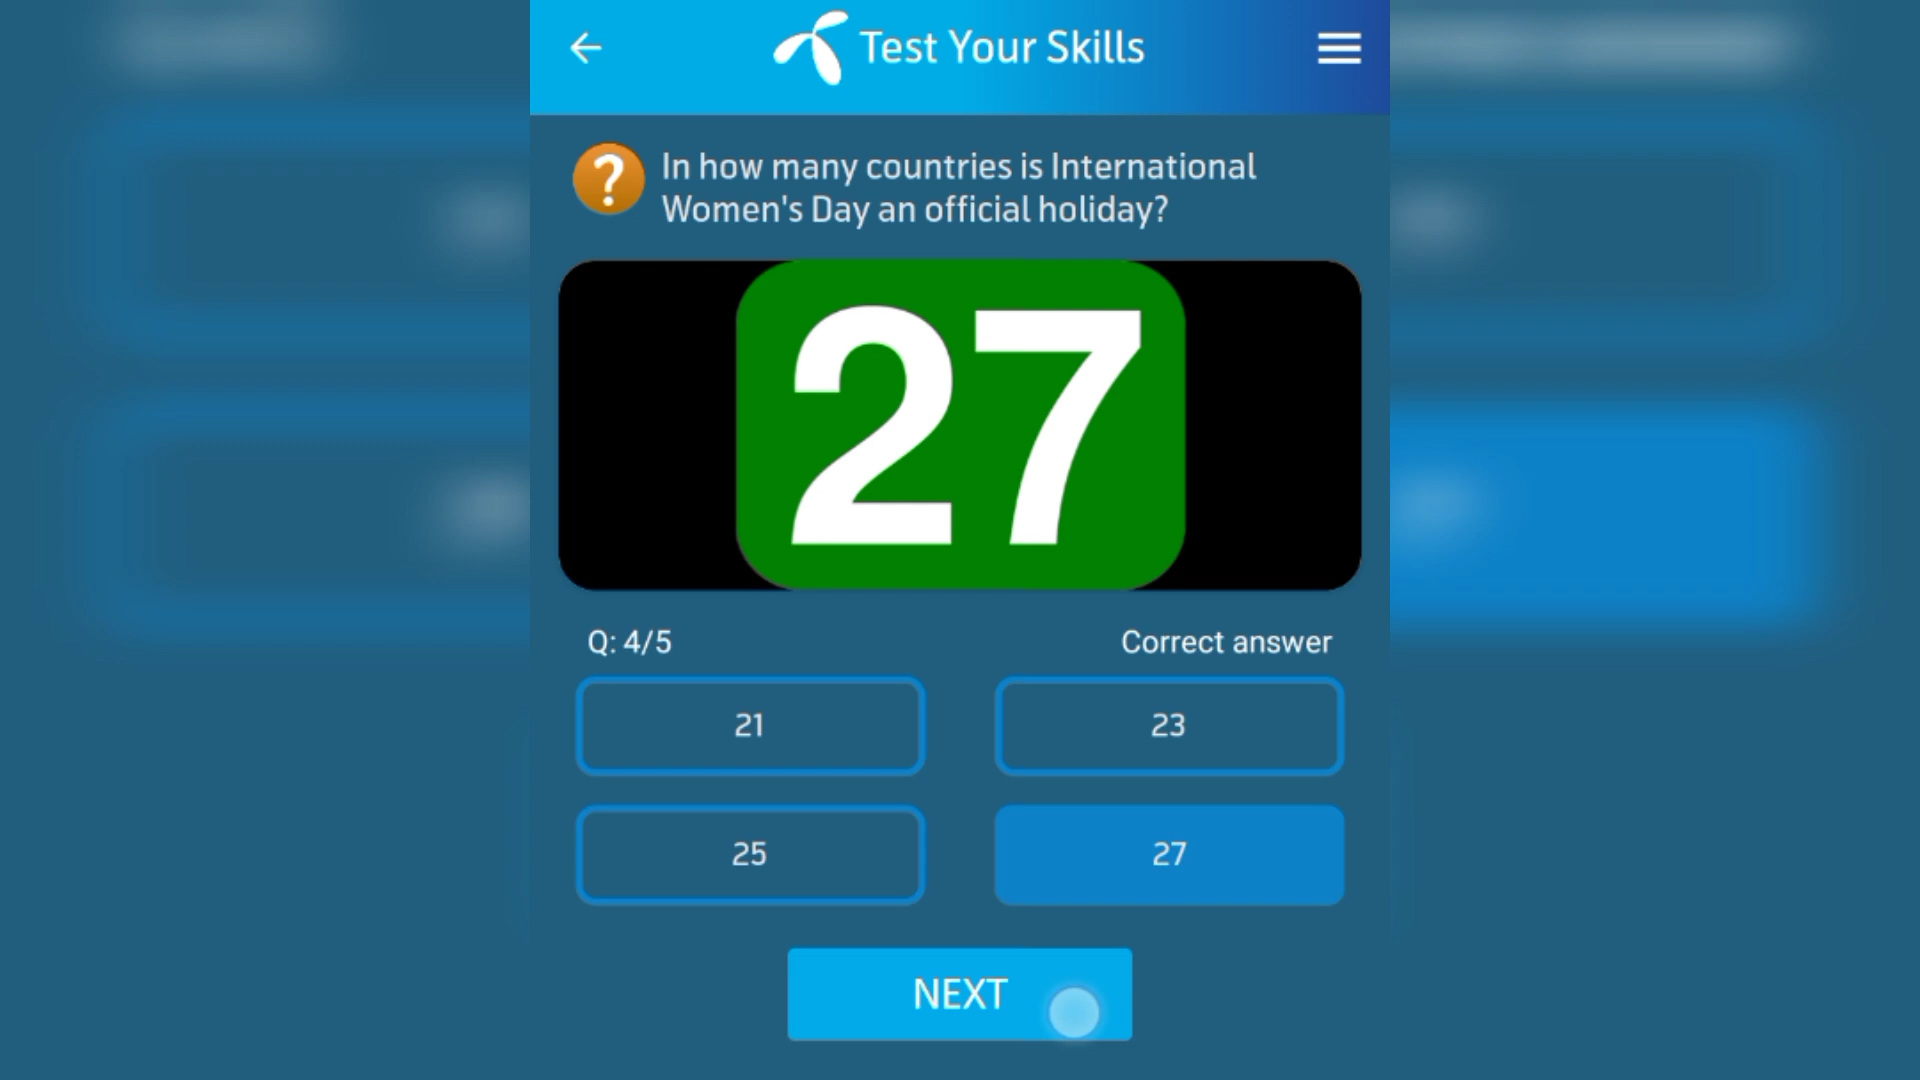 Test Your Skills
?
In how many countries is International
Women's Day an official holiday?
27
Q: 4/5
Correct answer
21
23
25
27
NEXT